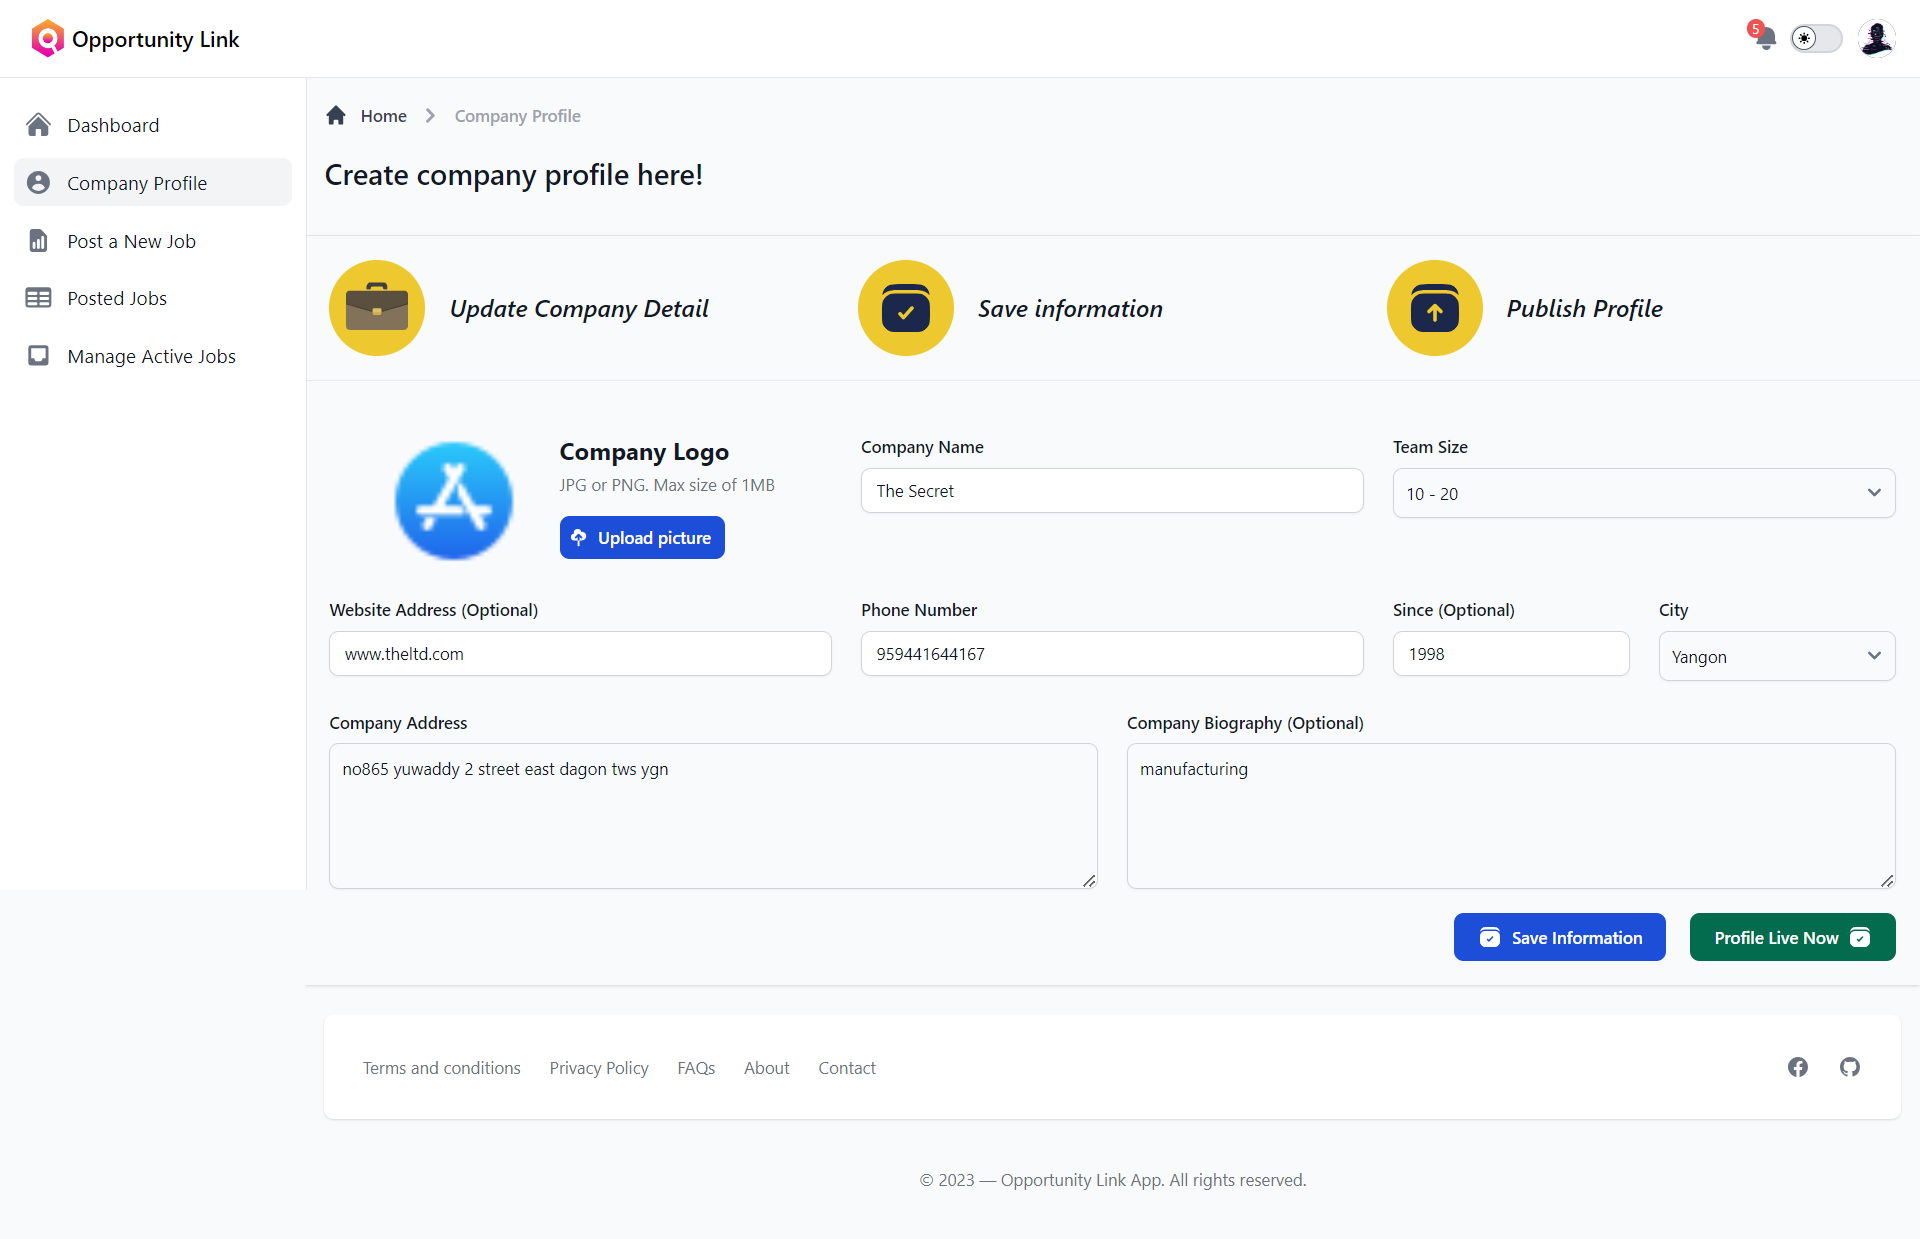 Opportunity Link
5
Dashboard
Company Profile
Post a New Job
Posted Jobs
Manage Active Jobs
Home
Company Profile
Create company profile here!
Update Company Detail
Save information
Publish Profile
Company Logo
JPG or PNG. Max size of 1MB
Upload picture
Company Name
The Secret
Team Size
10 - 20
Website Address (Optional)
www.theltd.com
Phone Number
959441644167
Since (Optional)
1998
City
Yangon
Company Address
no865 yuwaddy 2 street east dagon tws ygn
Company Biography (Optional)
manufacturing
Save Information
Profile Live Now
Terms and conditions
Privacy Policy
FAQs
About
Contact
© 2023 — Opportunity Link App. All rights reserved.